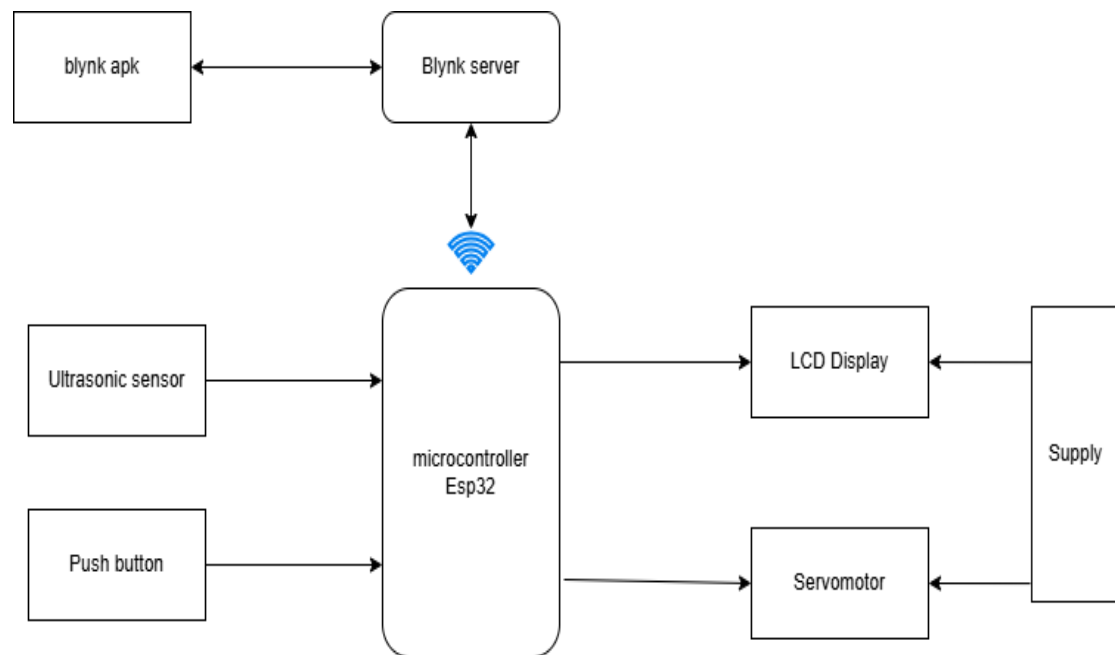 blynk apk
Blynk server
Ultrasonic sensor
Push button
microcontroller
Esp32
LCD Display
Servomotor
Supply